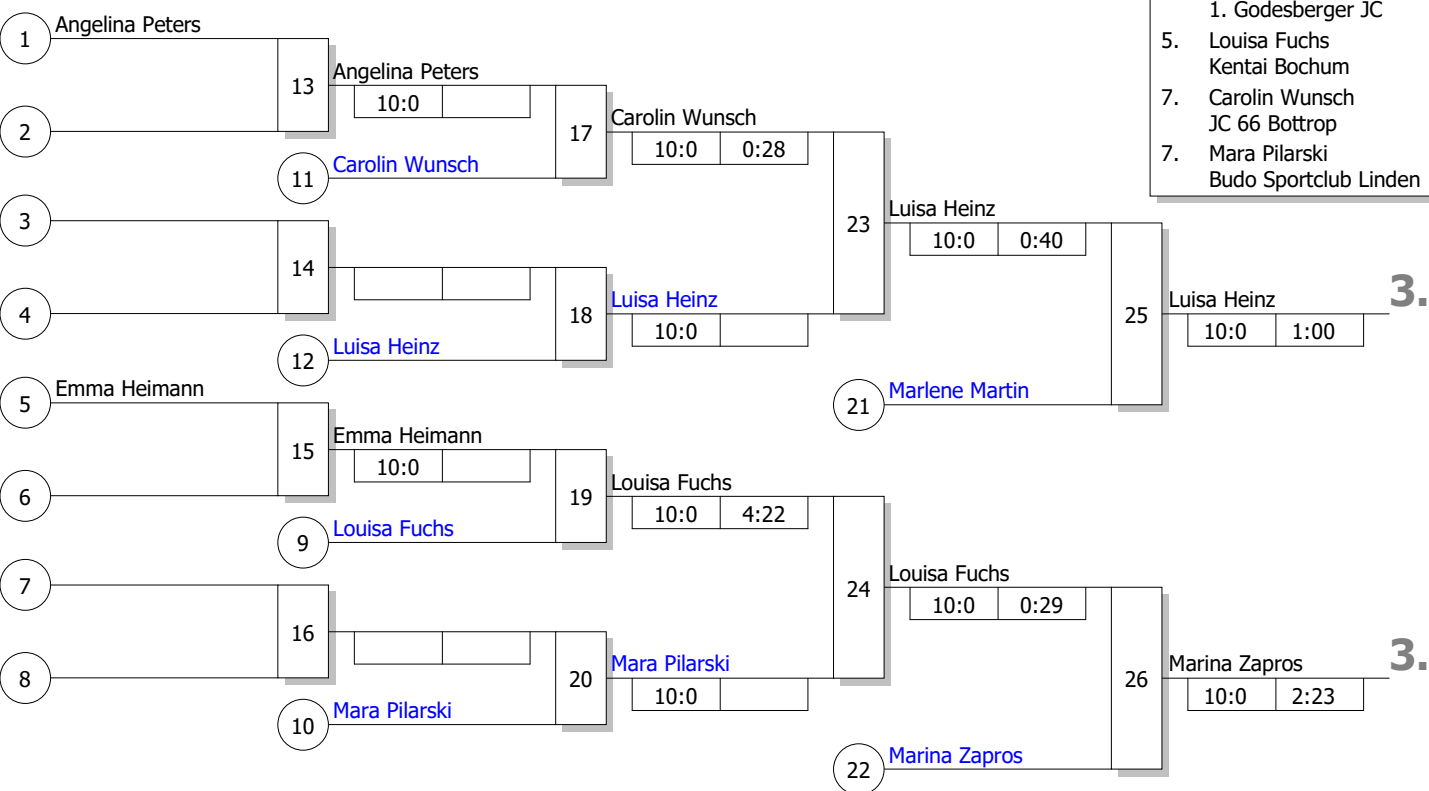 1. Godesberger JC
5. Louisa Fuchs
Kentai Bochum
7. Carolin Wunsch
JC 66 Bottrop
7. Mara Pilarski
Budo Sportclub Linden
1 Angelina Peters
2
13 Angelina Peters
10:0
11 Carolin Wunsch
17 Carolin Wunsch
10:0 0:28
3
4
14
12 Luisa Heinz
18 Luisa Heinz
10:0
23 Luisa Heinz
10:0 0:40
21 Marlene Martin
25 Luisa Heinz
10:0 1:00
3.
5 Emma Heimann
6
15 Emma Heimann
10:0
9 Louisa Fuchs
19 Louisa Fuchs
10:0 4:22
7
8
16
10 Mara Pilarski
20 Mara Pilarski
10:0
24 Louisa Fuchs
10:0 0:29
22 Marina Zapros
26 Marina Zapros
10:0 2:23
3.